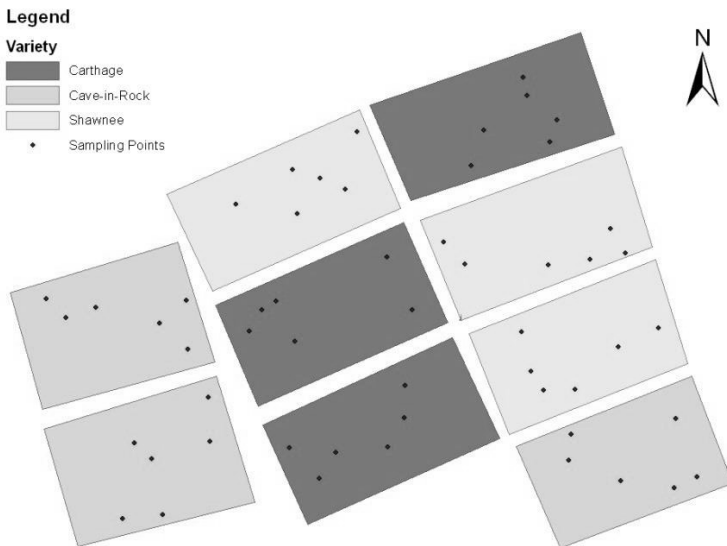 Legend
Variety
Carthage
Cave-in-Rock
Shawnee
Sampling Points
N